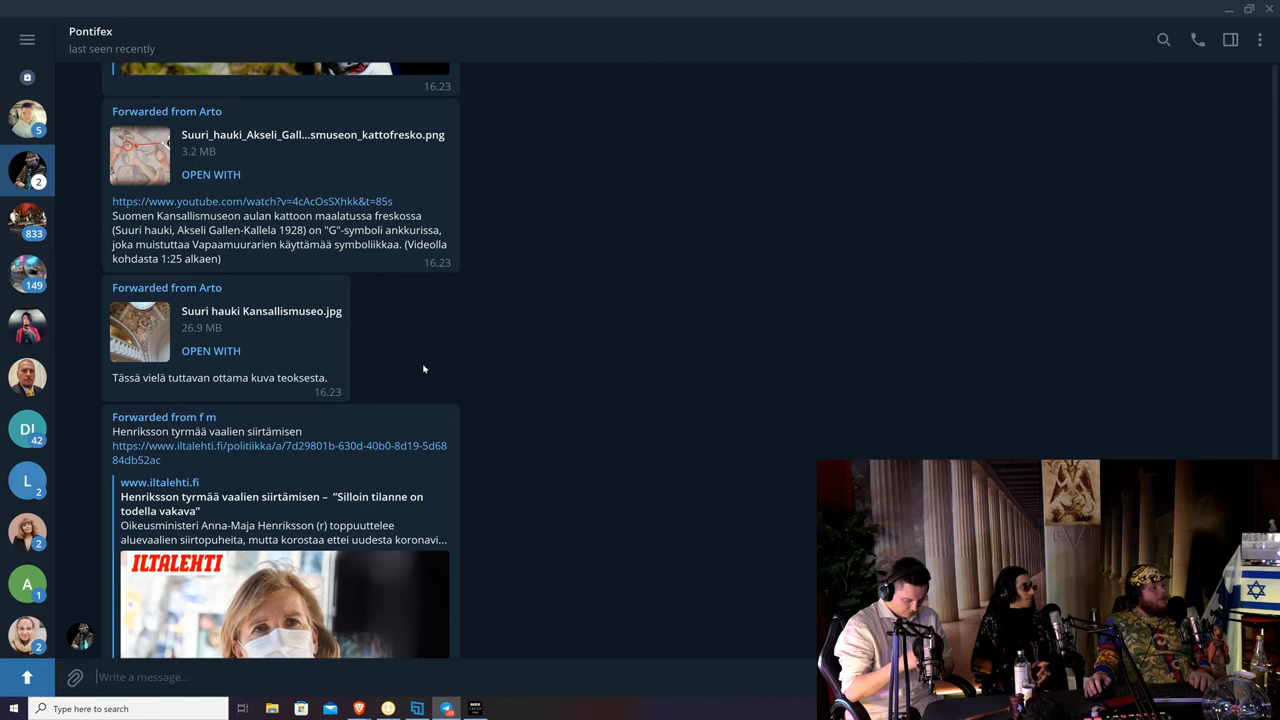 Pontifex
last seen recently
16.23
Forwarded from Arto
Suuri_hauki_Akseli_Gall...smuseon_kattofresko.png
3.2 MB
OPEN WITH
https://www.youtube.com/watch?v=4cAcOsSXhkk&t=85s
Suomen Kansallismuseon aulan kattoon maalatussa freskossa
(Suuri hauki, Akseli Gallen-Kallela 1928) on "G"-symboli ankkurissa,
joka muistuttaa Vapaamuurarien käyttämää symboliikkaa. (Videolla
kohdasta 1:25 alkaen)
16.23
Forwarded from Arto
Suuri hauki Kansallismuseo.jpg
26.9 MB
OPEN WITH
Tässä vielä tuttavan ottama kuva teoksesta.
16.23
Forwarded from f m
Henriksson tyrmää vaalien siirtämisen
https://www.iltalehti.fi/politiikka/a/7d29801b-630d-40b0-8d19-5d68
84db52ac
www.iltalehti.fi
Henriksson tyrmää vaalien siirtämisen – ”Silloin tilanne on
todella vakava”
Oikeusministeri Anna-Maja Henriksson (r) toppuuttelee
aluevaalien siirtopuheita, mutta korostaa ettei uudesta koronavi...
ILTALEHTI
Write a message...
5
2
833
149
DI
42
L
2
2
A
1
2
Type here to search